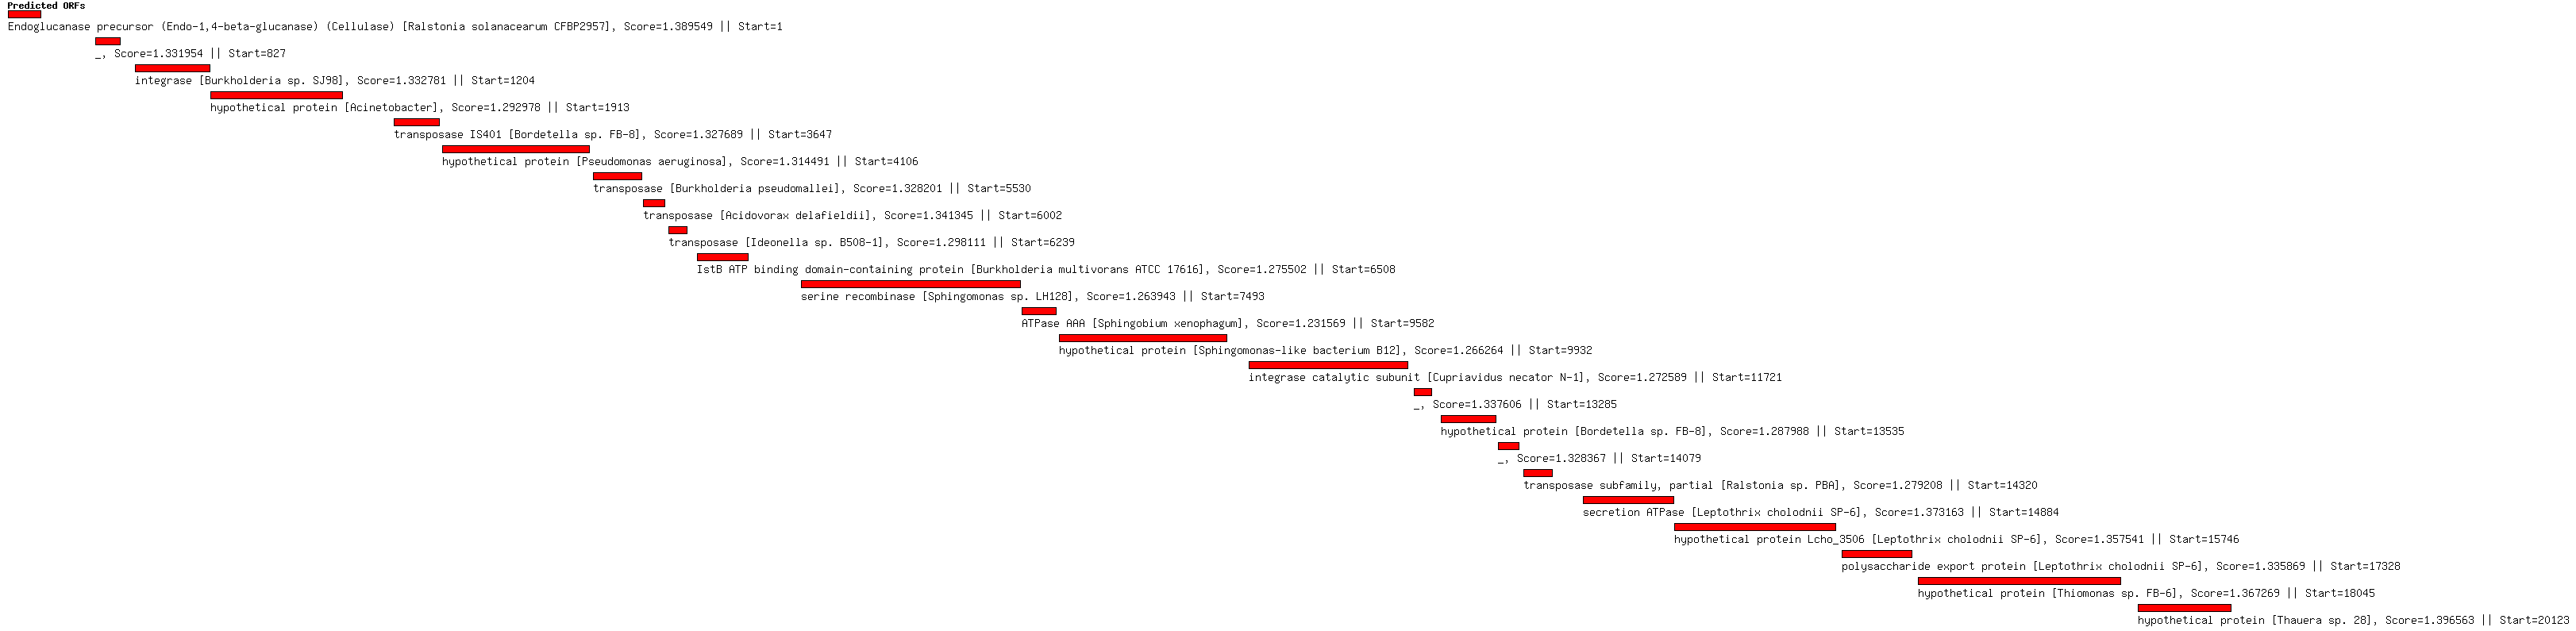 Predicted ORFs
Endoglucanase precursor (Endo-1,4-beta-glucanase) (Cellulase) [Ralstonia solanacearum CFBP2957], Score=1.389549 || Start=1
_, Score=1.331954 || Start=827
integrase [Burkholderia sp. SJ98], Score=1.332781 || Start=1204
hypothetical protein [Acinetobacter], Score=1.292978 || Start=1913
transposase IS401 [Bordetella sp. FB-8], Score=1.327689 || Start=3647
hypothetical protein [Pseudomonas aeruginosa], Score=1.314491 || Start=4106
transposase [Burkholderia pseudomallei], Score=1.328201 || Start=5530
transposase [Acidovorax delafieldii], Score=1.341345 || Start=6002
transposase [Ideonella sp. B508-1], Score=1.298111 || Start=6239
IstB ATP binding domain-containing protein [Burkholderia multivorans ATCC 17616], Score=1.275502 || Start=6508
serine recombinase [Sphingomonas sp. LH128], Score=1.263943 || Start=7493
ATPase AAA [Sphingobium xenophagum], Score=1.231569 || Start=9582
hypothetical protein [Sphingomonas-like bacterium B12], Score=1.266264 || Start=9932
integrase catalytic subunit [Cupriavidus necator N-1], Score=1.272589 || Start=11721
_, Score=1.337606 || Start=13285
hypothetical protein [Bordetella sp. FB-8], Score=1.287988 || Start=13535
_, Score=1.328367 || Start=14079
transposase subfamily, partial [Ralstonia sp. PBA], Score=1.279208 || Start=14320
secretion ATPase [Leptothrix cholodnii SP-6], Score=1.373163 || Start=14884
hypothetical protein Lcho_3506 [Leptothrix cholodnii SP-6], Score=1.357541 || Start=15746
polysaccharide export protein [Leptothrix cholodnii SP-6], Score=1.335869 || Start=17328
hypothetical protein [Thiomonas sp. FB-6], Score=1.367269 || Start=18045
hypothetical protein [Thauera sp. 28], Score=1.396563 || Start=20123